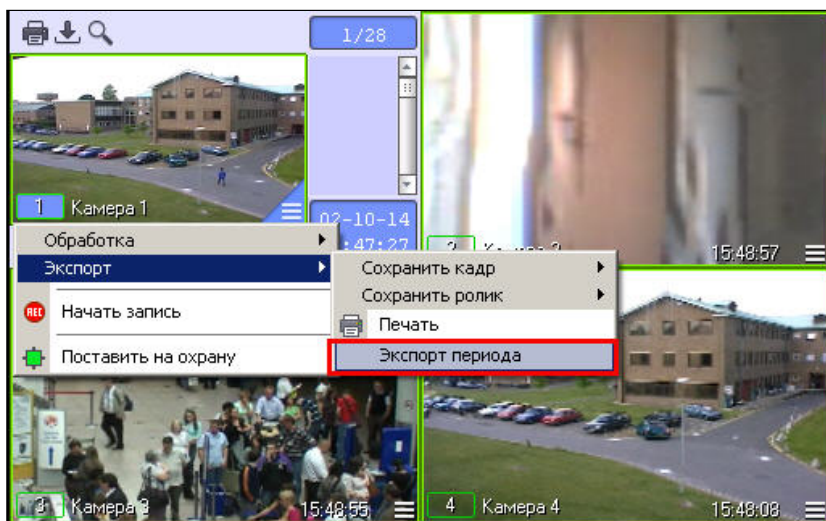 1/28
1 Камера 1
02-10-14
:47:27
15:48:57
Обработка
Экспорт
REC Начать запись
Поставить на охрану
Сохранить кадр
Сохранить ролик
Печать
Экспорт периода
3 Камера 3
15:48:55
4 Камера 4
15:48:08